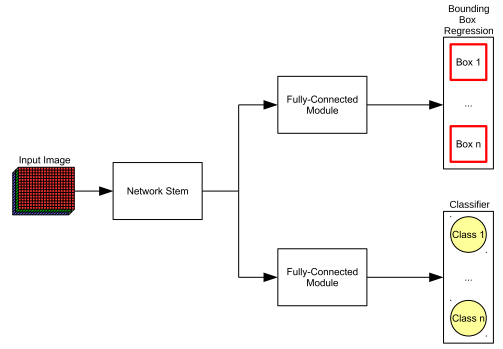 Bounding
Box
Regression
Box 1
Fully-Connected
Module
...
Box n
Input Image
Network Stem
Classifier
Class 1
Fully-Connected
Module
...
Class n